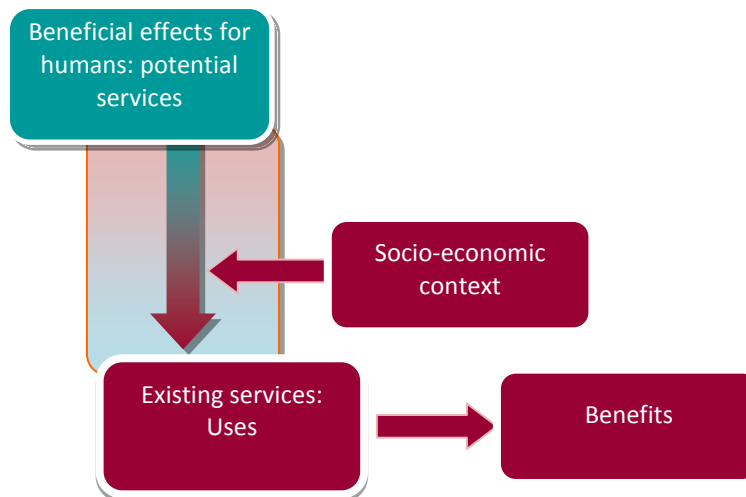 Beneficial effects for
humans: potential
services
Socio-economic
context
Existing services:
Uses
Benefits